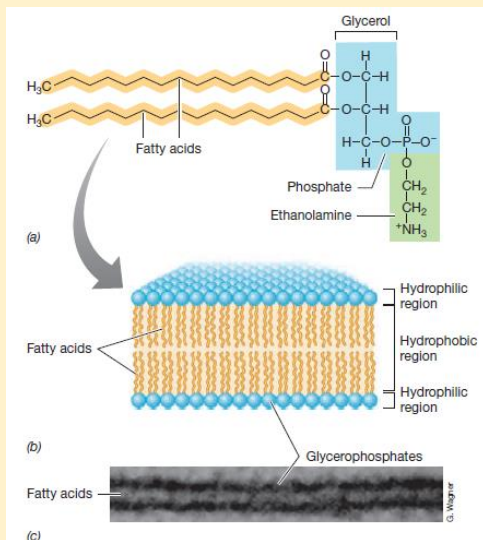 Glycerol
O H
H₃C C–O–C–H
O
H₃C C–O–C–H O
H–C–O–P–O⁻
H O
Fatty acids
Phosphate CH₂
Ethanolamine CH₂
⁺NH₃
(a)
Hydrophilic
region
Fatty acids
Hydrophobic
region
Hydrophilic
region
(b)
Glycerophosphates
Fatty acids
G. Wagner
(c)